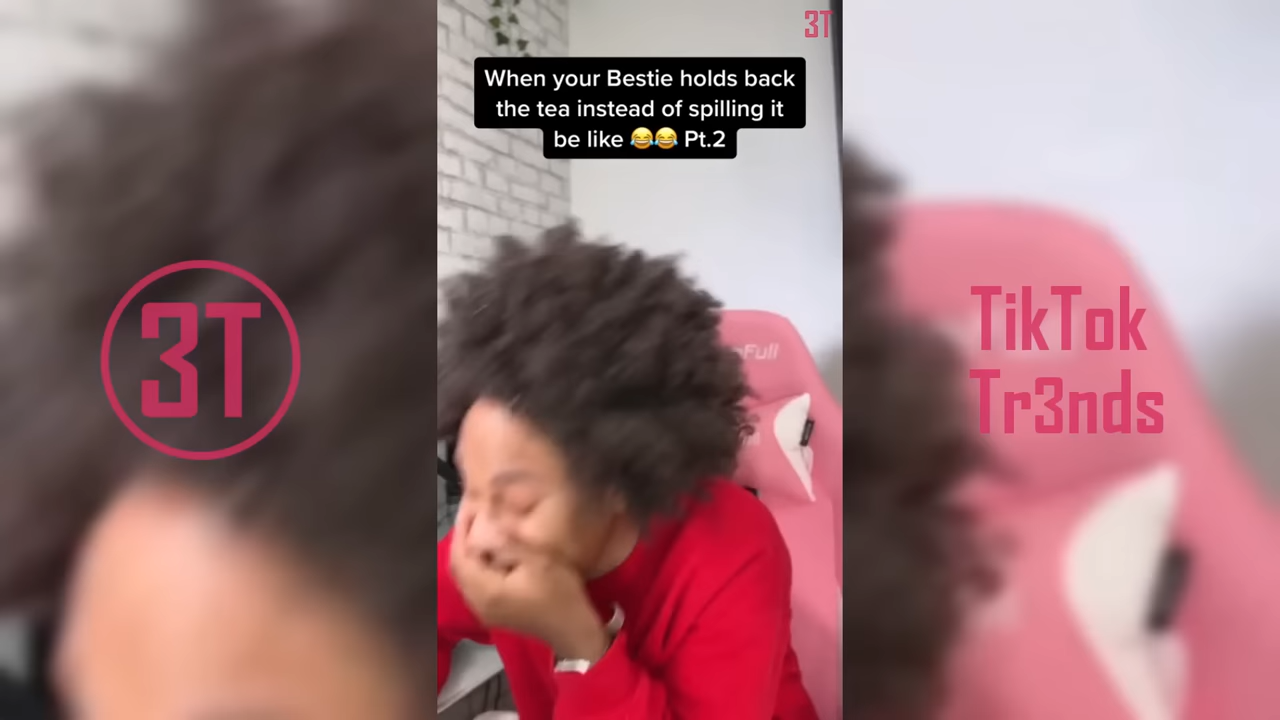 3T
When your Bestie holds back
the tea instead of spilling it
be like 😂😂 Pt.2
3T
TikTok
Tr3nds
Full